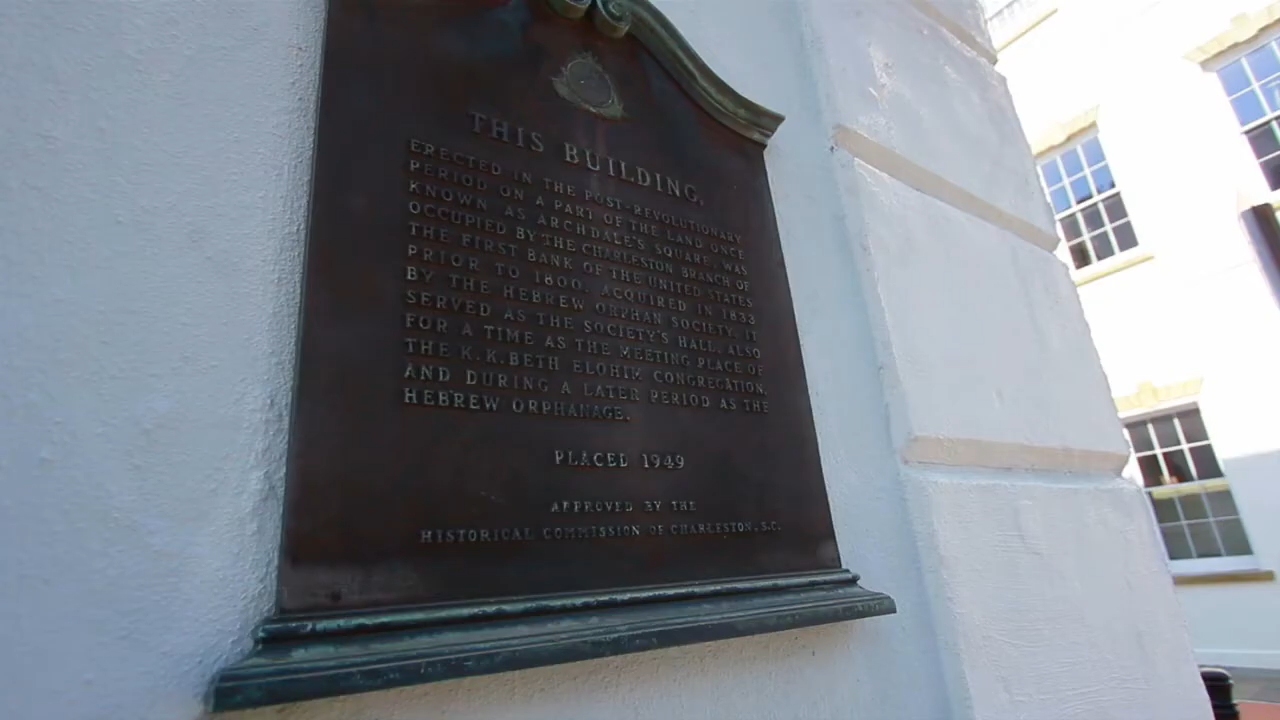 THIS BUILDING,
ERECTED IN THE POST-REVOLUTIONARY
PERIOD ON A PART OF THE LAND ONCE
KNOWN AS ARCHDALE'S SQUARE, WAS
OCCUPIED BY THE CHARLESTON BRANCH OF
THE FIRST BANK OF THE UNITED STATES
PRIOR TO 1800. ACQUIRED IN 1833
BY THE HEBREW ORPHAN SOCIETY, IT
SERVED AS THE SOCIETY'S HALL, ALSO
FOR A TIME AS THE MEETING PLACE OF
THE K.K. BETH ELOHIM CONGREGATION,
AND DURING A LATER PERIOD AS THE
HEBREW ORPHANAGE.
PLACED 1949
APPROVED BY THE
HISTORICAL COMMISSION OF CHARLESTON, S.C.